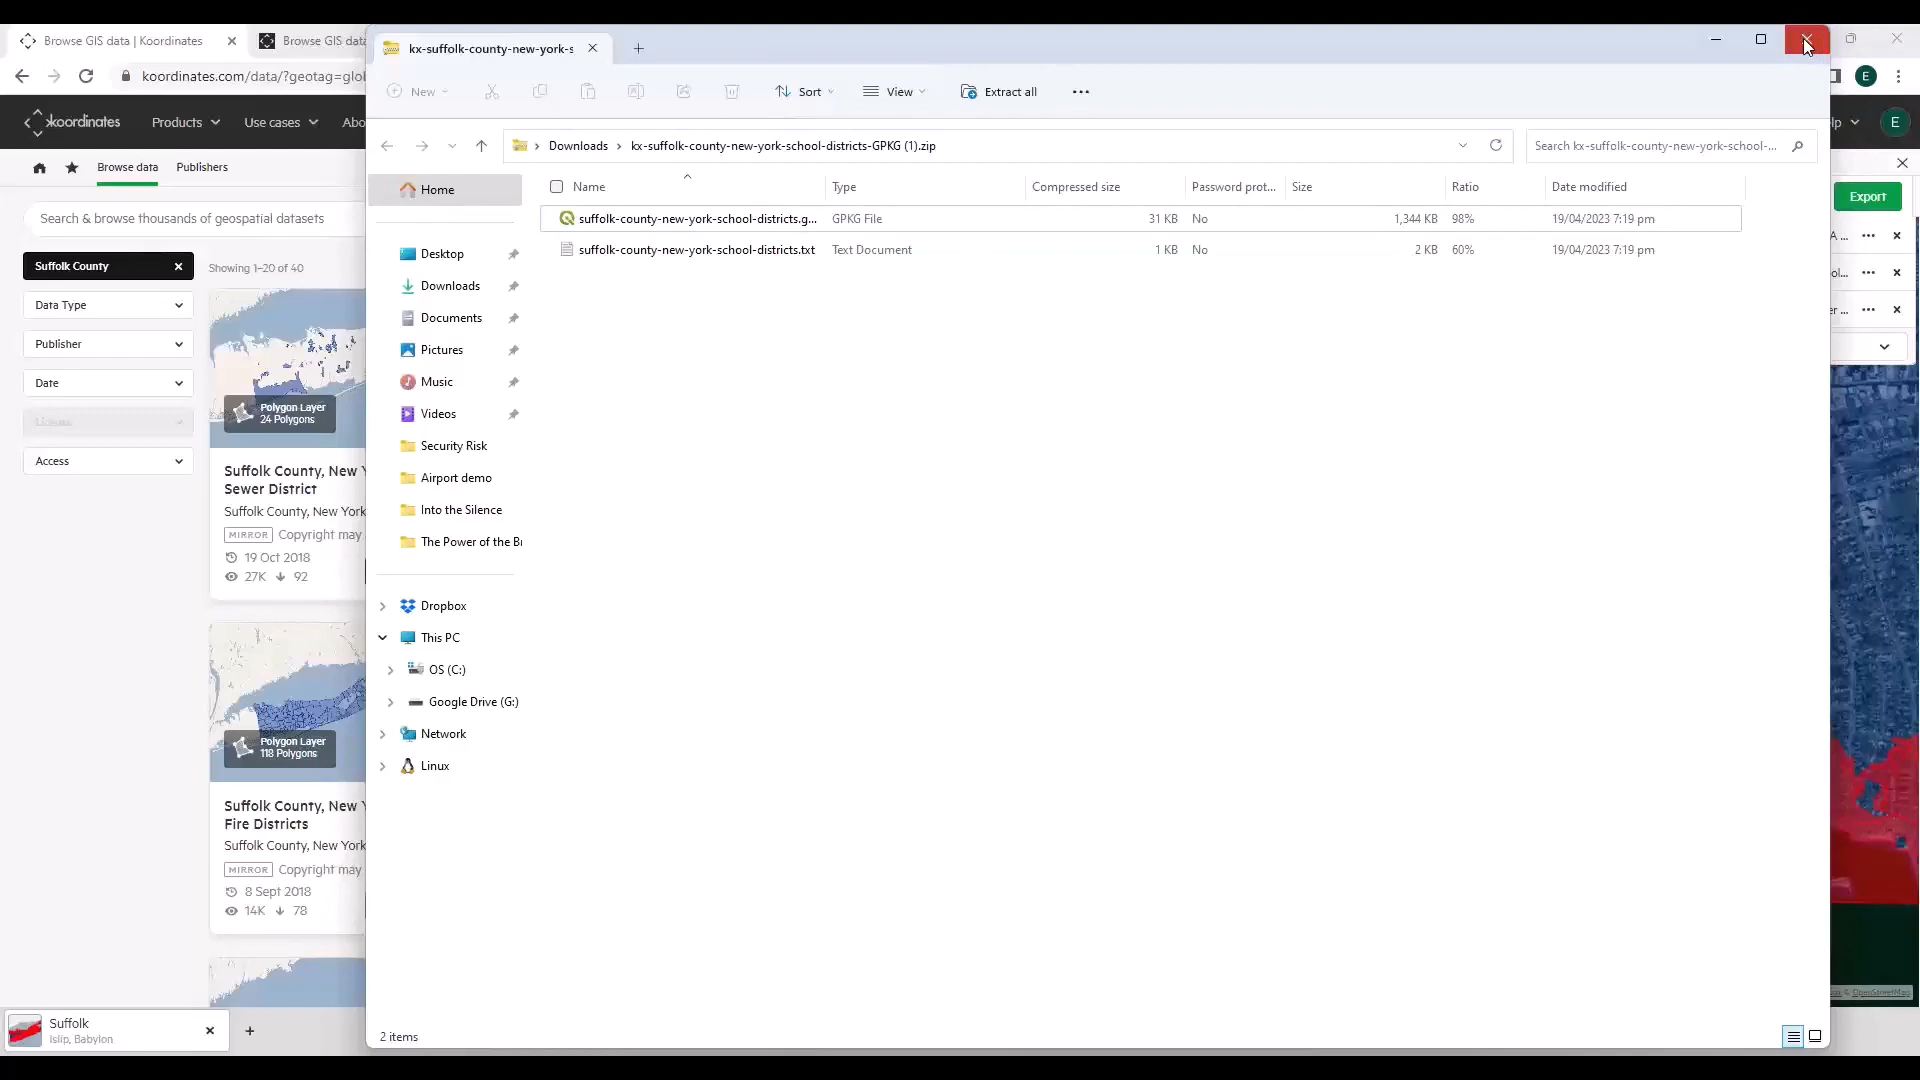 Browse GIS data | Koordinates
Browse GIS data
kx-suffolk-county-new-york-s
koordinates.com/data/?geotag=glo
E
New
Sort
View
Extract all
koordinates
Products
Use cases
Abo
lp
E
Downloads
kx-suffolk-county-new-york-school-districts-GPKG (1).zip
Search kx-suffolk-county-new-york-school-...
Browse data
Publishers
Home
Name
Type
Compressed size
Password prot...
Size
Ratio
Date modified
Export
Search & browse thousands of geospatial datasets
suffolk-county-new-york-school-districts.g...
GPKG File
31 KB
No
1,344 KB
98%
19/04/2023 7:19 pm
suffolk-county-new-york-school-districts.txt
Text Document
1 KB
No
2 KB
60%
19/04/2023 7:19 pm
A ...
ol...
er ...
Suffolk County
Showing 1–20 of 40
Data Type
Publisher
Date
License
Access
Desktop
Downloads
Documents
Pictures
Music
Videos
Security Risk
Airport demo
Into the Silence
The Power of the Br
Dropbox
This PC
OS (C:)
Google Drive (G:)
Network
Linux
Polygon Layer
24 Polygons
Suffolk County, New Y
Sewer District
Suffolk County, New York
MIRROR Copyright may
19 Oct 2018
27K 92
Polygon Layer
118 Polygons
Suffolk County, New Y
Fire Districts
Suffolk County, New York
MIRROR Copyright may
8 Sept 2018
14K 78
© OpenStreetMap
Suffolk
Islip, Babylon
2 items